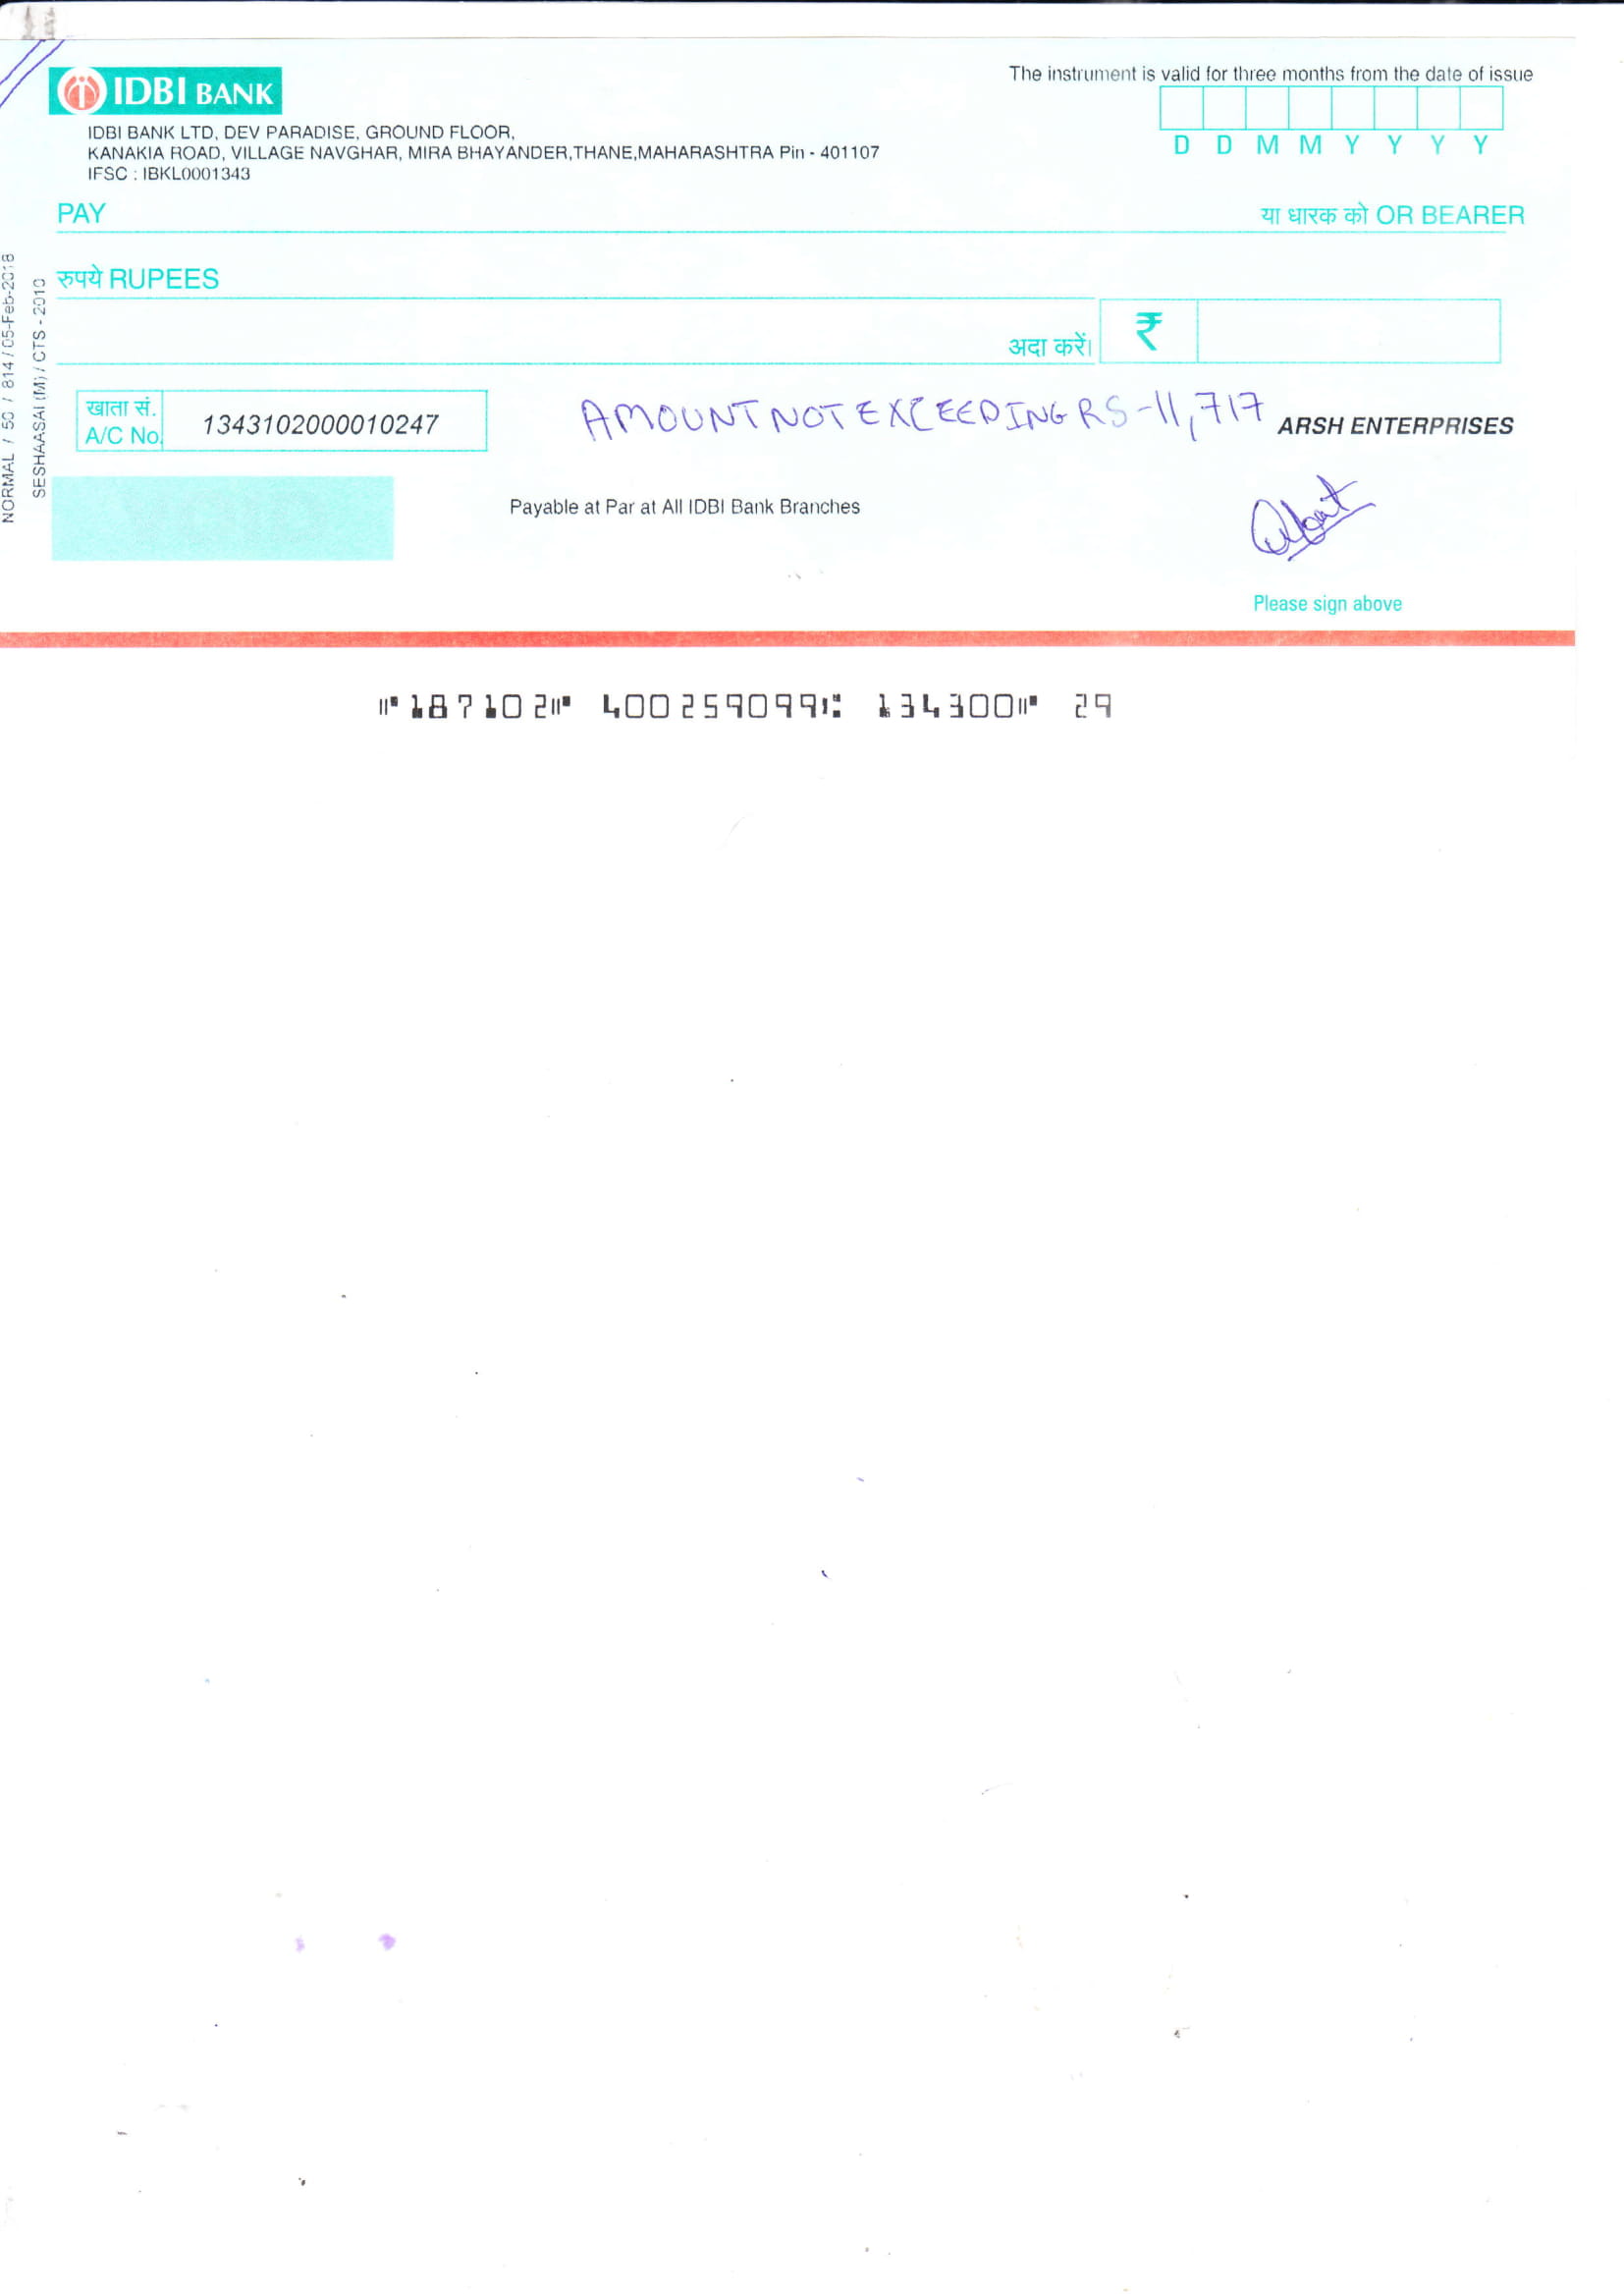 IDBI BANK
The instrument is valid for three months from the date of issue
IDBI BANK LTD, DEV PARADISE, GROUND FLOOR,
KANAKIA ROAD, VILLAGE NAVGHAR, MIRA BHAYANDER,THANE,MAHARASHTRA Pin - 401107
IFSC : IBKL0001343
D D M M Y Y Y Y
PAY
या धारक को OR BEARER
रुपये RUPEES
अदा करें।
₹
खाता सं.
A/C No.
1343102000010247
AMOUNT NOT EXCEEDING RS-11,717
ARSH ENTERPRISES
Payable at Par at All IDBI Bank Branches
Please sign above
NORMAL / 50 / 814 / 05-Feb-2018
SESHAASAI (M) / CTS - 2010
⑈187102⑈ 400259099⑆ 134300⑈ 29